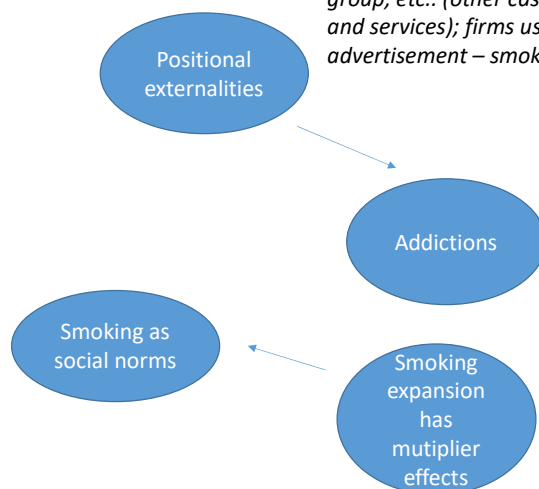 group, etc.. (other cas
and services); firms us
advertisement – smok
Positional
externalities
Addictions
Smoking as
social norms
Smoking
expansion
has
mutiplier
effects